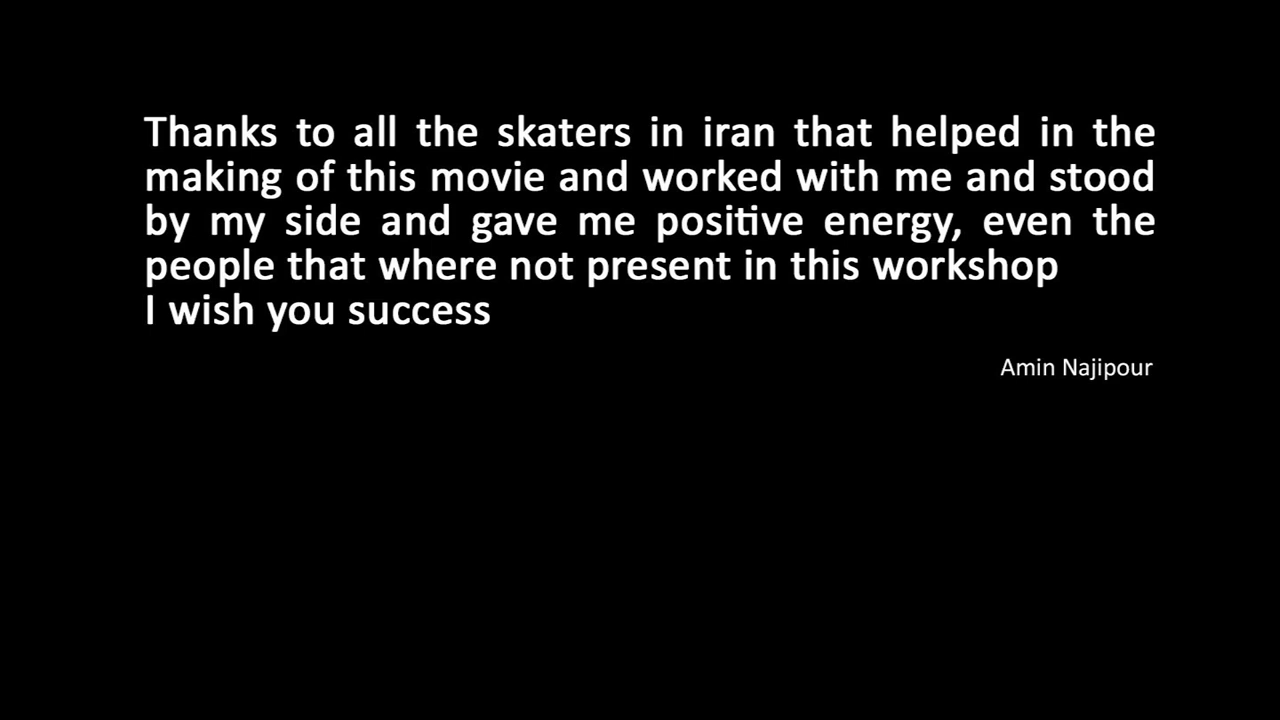 Thanks to all the skaters in iran that helped in the
making of this movie and worked with me and stood
by my side and gave me positive energy, even the
people that where not present in this workshop
I wish you success
Amin Najipour